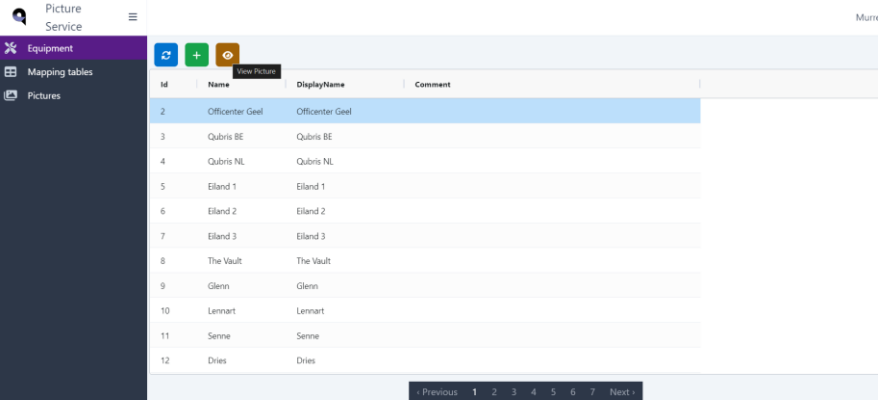 Picture
Service
Murre
Equipment
Mapping tables
Pictures
View Picture
Id Name DisplayName Comment
2 Officenter Geel Officenter Geel
3 Qubris BE Qubris BE
4 Qubris NL Qubris NL
5 Eiland 1 Eiland 1
6 Eiland 2 Eiland 2
7 Eiland 3 Eiland 3
8 The Vault The Vault
9 Glenn Glenn
10 Lennart Lennart
11 Senne Senne
12 Dries Dries
‹ Previous 1 2 3 4 5 6 7 Next ›